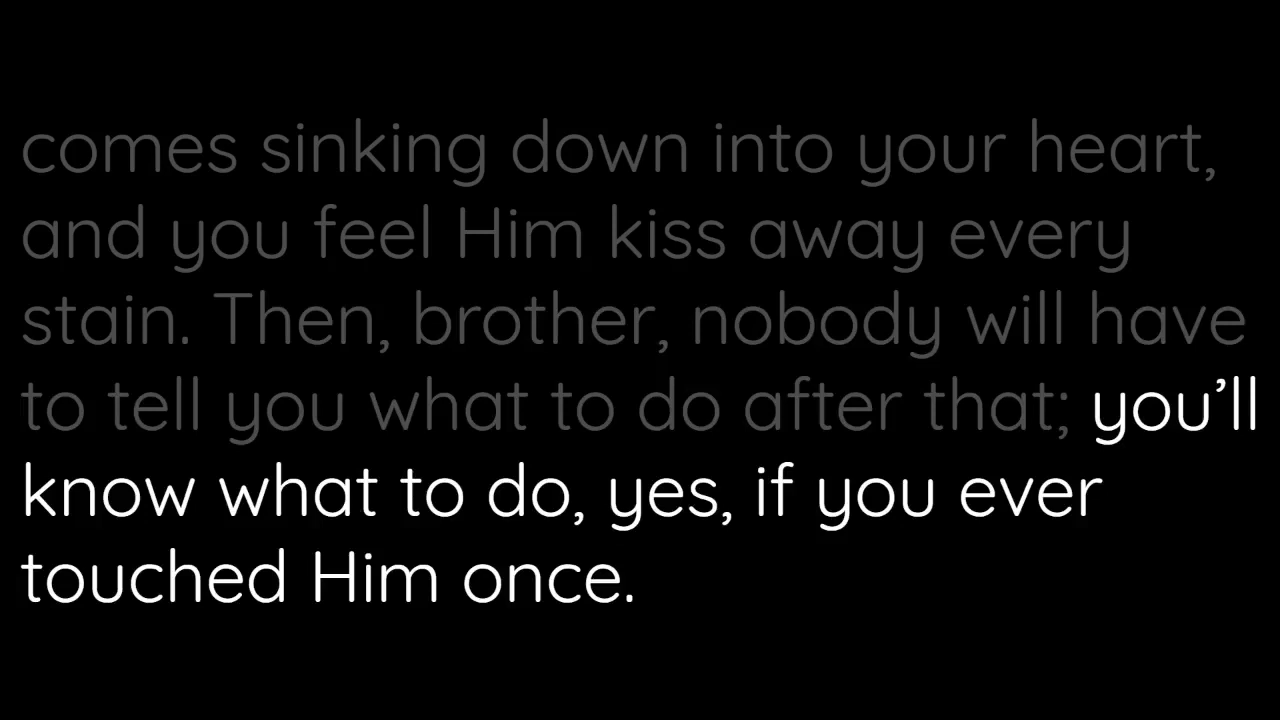 comes sinking down into your heart,
and you feel Him kiss away every
stain. Then, brother, nobody will have
to tell you what to do after that; you’ll
know what to do, yes, if you ever
touched Him once.